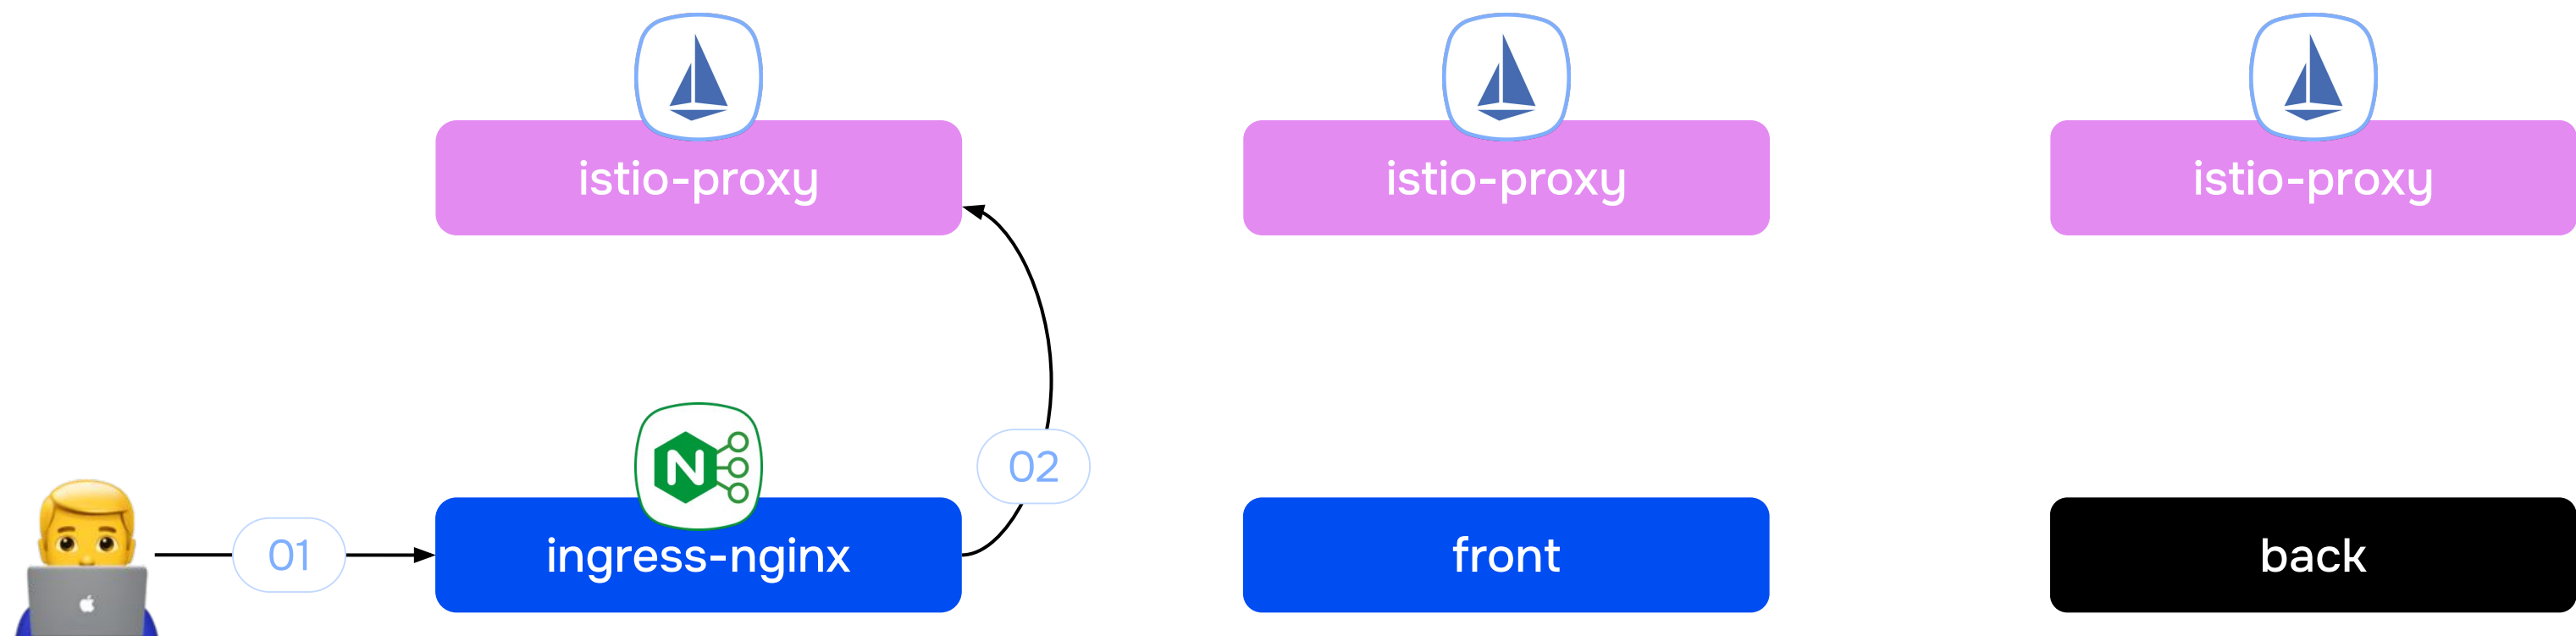 istio-proxy
istio-proxy
istio-proxy
01
02
N
ingress-nginx
front
back